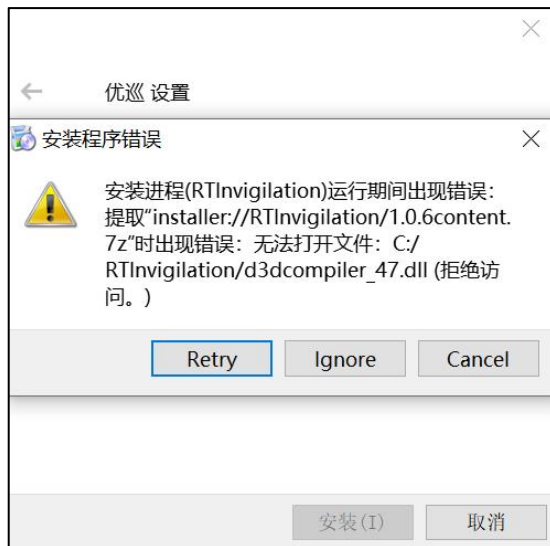 优巡 设置
安装程序错误
安装进程(RTInvigilation)运行期间出现错误：
提取“installer://RTInvigilation/1.0.6content.
7z”时出现错误：无法打开文件：C:/
RTInvigilation/d3dcompiler_47.dll (拒绝访
问。)
Retry Ignore Cancel
安装(I) 取消